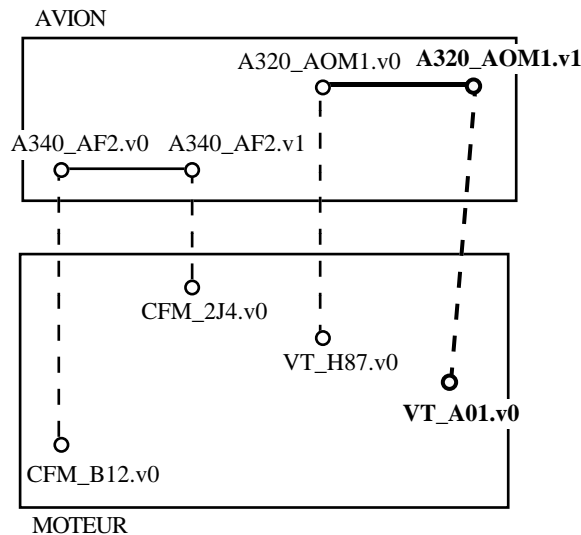 AVION
A320_AOM1.v0 A320_AOM1.v1
A340_AF2.v0 A340_AF2.v1
CFM_2J4.v0
VT_H87.v0
VT_A01.v0
CFM_B12.v0
MOTEUR